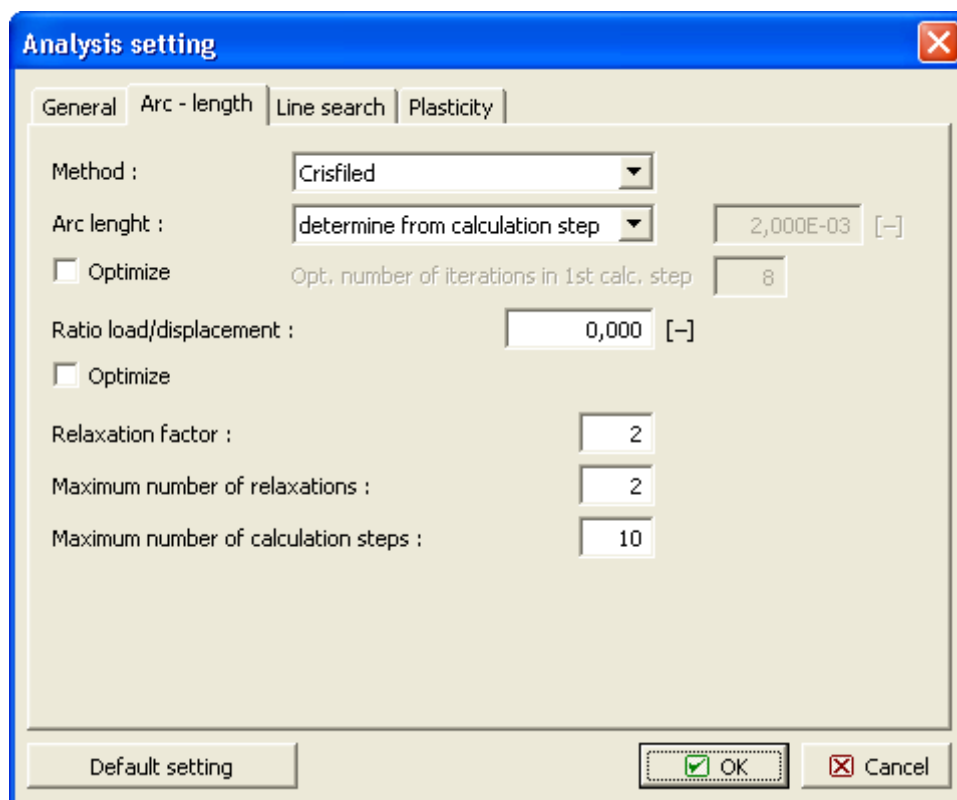 Analysis setting
General Arc - length Line search Plasticity
Method : Crisfiled
Arc lenght : determine from calculation step 2,000E-03 [–]
Optimize Opt. number of iterations in 1st calc. step 8
Ratio load/displacement : 0,000 [–]
Optimize
Relaxation factor : 2
Maximum number of relaxations : 2
Maximum number of calculation steps : 10
Default setting OK Cancel